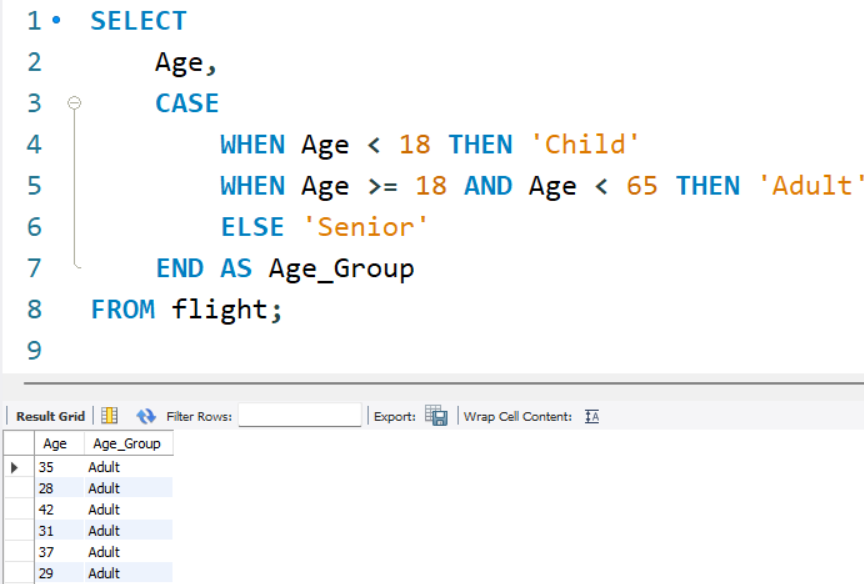 1 SELECT
2 Age,
3 CASE
4 WHEN Age < 18 THEN 'Child'
5 WHEN Age >= 18 AND Age < 65 THEN 'Adult'
6 ELSE 'Senior'
7 END AS Age_Group
8 FROM flight;
9
Result Grid Filter Rows: Export: Wrap Cell Content:
Age Age_Group
35 Adult
28 Adult
42 Adult
31 Adult
37 Adult
29 Adult